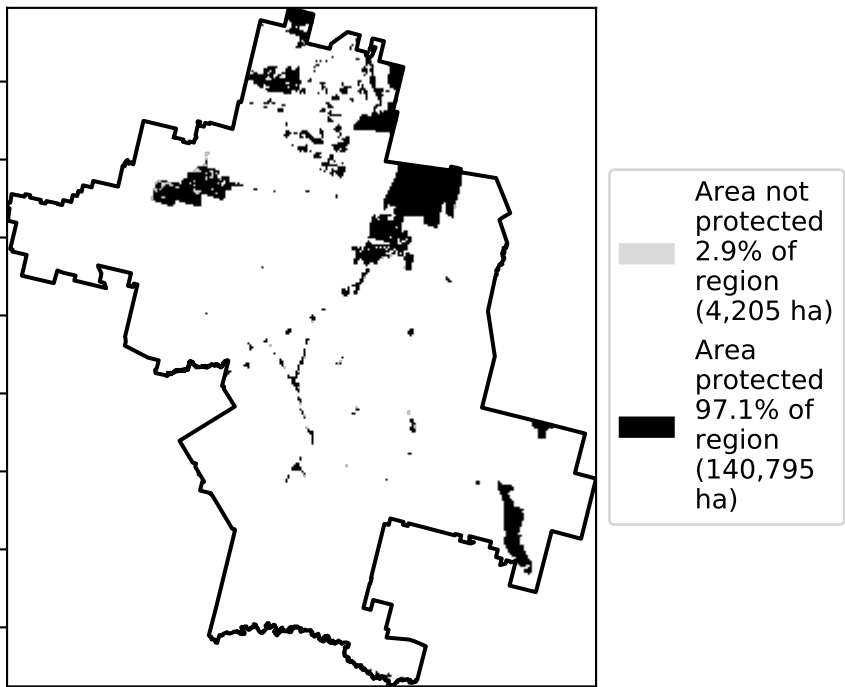 Area not
protected
2.9% of
region
(4,205 ha)
Area
protected
97.1% of
region
(140,795
ha)